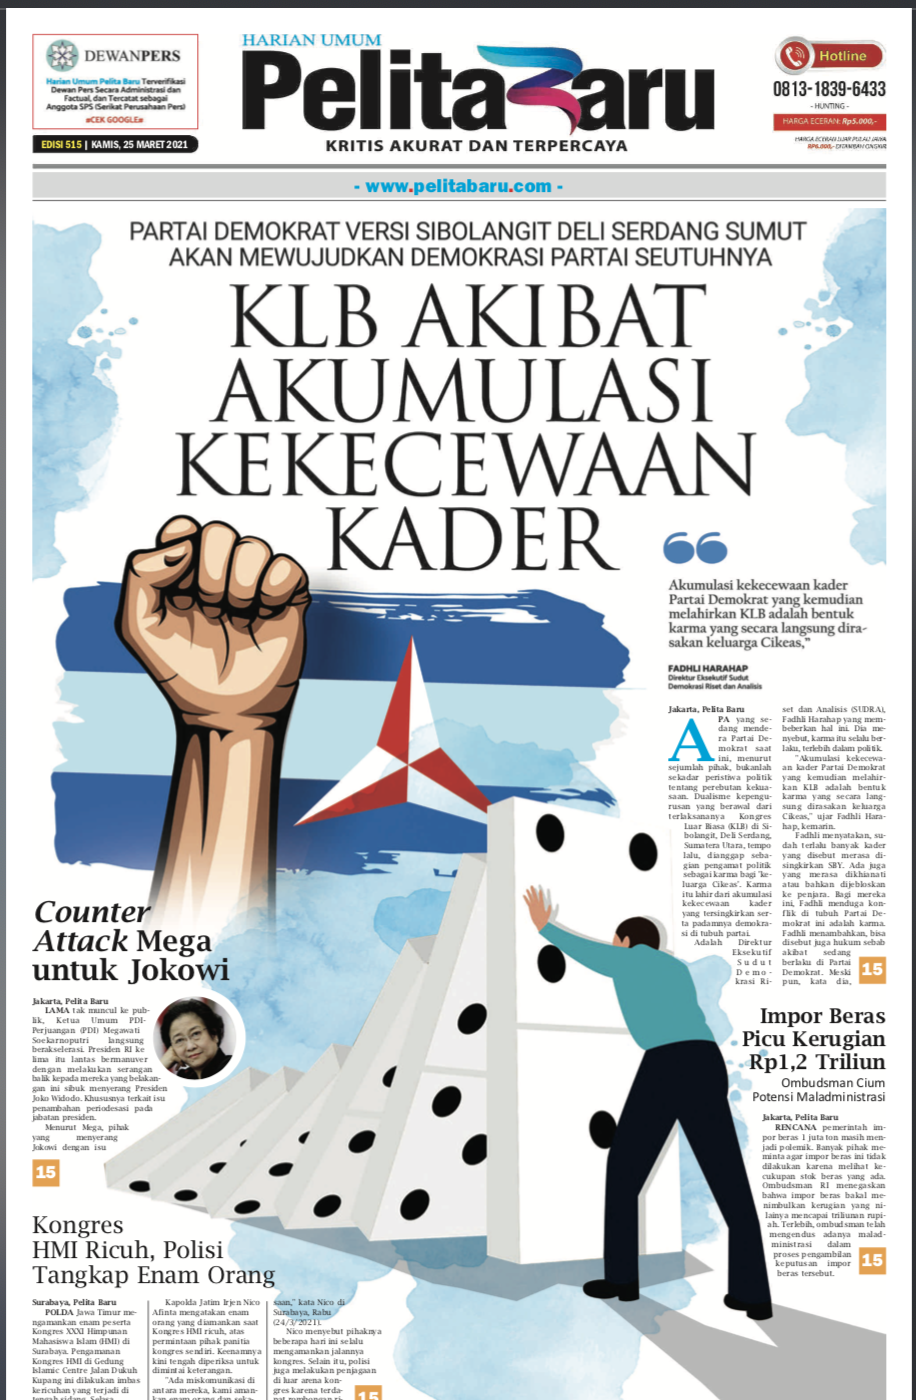 DEWANPERS
Harian Umum Pelita Baru Terverifikasi
Dewan Pers Secara Administrasi dan
Factual, dan Tercatat sebagai
Anggota SPS (Serikat Perusahaan Pers)
#CEK GOOGLE#
EDISI 515 | KAMIS, 25 MARET 2021
HARIAN UMUM
PelitaBaru
KRITIS AKURAT DAN TERPERCAYA
Hotline
0813-1839-6433
- HUNTING -
HARGA ECERAN: Rp5.000,-
HARGA ECERAN LUAR PULAU JAWA
RP6.000,- DITAMBAH ONGKIR
- www.pelitabaru.com -
PARTAI DEMOKRAT VERSI SIBOLANGIT DELI SERDANG SUMUT
AKAN MEWUJUDKAN DEMOKRASI PARTAI SEUTUHNYA
KLB AKIBAT
AKUMULASI
KEKECEWAAN
KADER
Akumulasi kekecewaan kader
Partai Demokrat yang kemudian
melahirkan KLB adalah bentuk
karma yang secara langsung dira-
sakan keluarga Cikeas,”
FADHLI HARAHAP
Direktur Eksekutif Sudut
Demokrasi Riset dan Analisis
Jakarta, Pelita Baru
APA yang se-
dang mende-
ra Partai De-
mokrat saat
ini, menurut
sejumlah pihak, bukanlah
sekadar peristiwa politik
tentang perebutan kekua-
saan. Dualisme kepengu-
rusan yang berawal dari
terlaksananya Kongres
Luar Biasa (KLB) di Si-
bolangit, Deli Serdang,
Sumatera Utara, tempo
lalu, dianggap seba-
gian pengamat politik
sebagai karma bagi 'ke-
luarga Cikeas'. Karma
itu lahir dari akumulasi
kekecewaan kader
yang tersingkirkan ser-
ta padamnya demokra-
si di tubuh partai.
Adalah Direktur
Eksekutif
Sudut
Demo-
krasi Ri-
set dan Analisis (SUDRA),
Fadhli Harahap yang mem-
beberkan hal ini. Dia me-
nyebut, karma itu selalu ber-
laku, terlebih dalam politik.
"Akumulasi kekecewa-
an kader Partai Demokrat
yang kemudian melahir-
kan KLB adalah bentuk
karma yang secara lang-
sung dirasakan keluarga
Cikeas," ujar Fadhli Hara-
hap, kemarin.
Fadhli menyatakan, su-
dah terlalu banyak kader
yang disebut merasa di-
singkirkan SBY. Ada juga
yang merasa dikhianati
atau bahkan dijebloskan
ke penjara. Bagi mereka
ini, Fadhli menduga kon-
flik di tubuh Partai De-
mokrat ini adalah karma.
Fadhli menambahkan, bisa
disebut juga hukum sebab
akibat sedang
berlaku di Partai
Demokrat. Meski
pun, kata dia,
15
Counter
Attack Mega
untuk Jokowi
Jakarta, Pelita Baru
LAMA tak muncul ke pub-
lik, Ketua Umum PDI-
Perjuangan (PDI) Megawati
Soekarnoputri langsung
berakselerasi. Presiden RI ke
lima itu lantas bermanuver
dengan melakukan serangan
balik kepada mereka yang belakan-
gan ini sibuk menyerang Presiden
Joko Widodo. Khususnya terkait isu
penambahan periodesasi pada
jabatan presiden.
Menurut Mega, pihak
yang menyerang
Jokowi dengan isu
15
Impor Beras
Picu Kerugian
Rp1,2 Triliun
Ombudsman Cium
Potensi Maladministrasi
Jakarta, Pelita Baru
RENCANA pemerintah im-
por beras 1 juta ton masih men-
jadi polemik. Banyak pihak me-
minta agar impor beras ini tidak
dilakukan karena melihat ke-
cukupan stok beras yang ada.
Ombudsman RI menegaskan
bahwa impor beras bakal me-
nimbulkan kerugian yang ni-
lainya mencapai triliunan rupi-
ah. Terlebih, ombudsman telah
mengendus adanya malad-
ministrasi dalam
proses pengambilan
keputusan impor
beras tersebut.
15
Kongres
HMI Ricuh, Polisi
Tangkap Enam Orang
Surabaya, Pelita Baru
POLDA Jawa Timur me-
ngamankan enam peserta
Kongres XXXI Himpunan
Mahasiswa Islam (HMI) di
Surabaya. Pengamanan
Kongres HMI di Gedung
Islamic Centre Jalan Dukuh
Kupang ini dilakukan imbas
kericuhan yang terjadi di
Kapolda Jatim Irjen Nico
Afinta mengatakan enam
orang yang diamankan saat
Kongres HMI ricuh, atas
permintaan pihak panitia
kongres sendiri. Keenamnya
kini tengah diperiksa untuk
dimintai keterangan.
"Ada miskomunikasi di
antara mereka, kami aman-
saan," kata Nico di
Surabaya, Rabu
(24/3/2021).
Nico menyebut pihaknya
beberapa hari ini selalu
mengamankan jalannya
kongres. Selain itu, polisi
juga melakukan penjagaan
di luar arena kon-
gres karena terda-
15